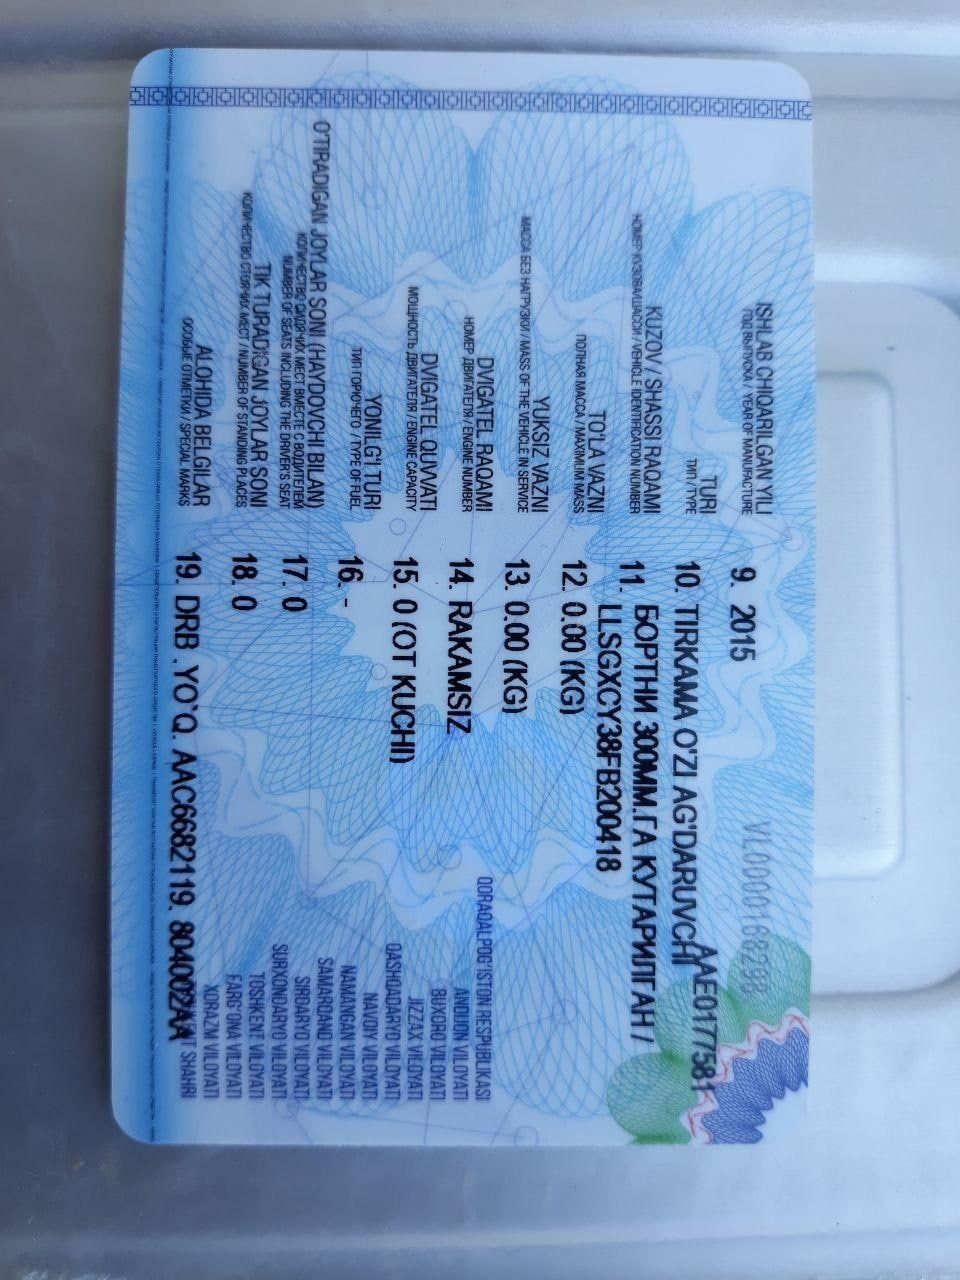 VL0000168298
AAE0177581
ISHLAB CHIQARILGAN YILI
ГОД ВЫПУСКА / YEAR OF MANUFACTURE
9. 2015
TURI
ТИП / TYPE
10. TIRKAMA O'ZI AG'DARUVCHI
БОРТНИ 300ММ.ГА КУТАРИЛГАН /
KUZOV / SHASSI RAQAMI
НОМЕР КУЗОВА/ШАССИ / VEHICLE IDENTIFICATION NUMBER
11. LLSGXCY38FB200418
TO'LA VAZNI
ПОЛНАЯ МАССА / MAXIMUM MASS
12. 0.00 (KG)
YUKSIZ VAZNI
МАССА БЕЗ НАГРУЗКИ / MASS OF THE VEHICLE IN SERVICE
13. 0.00 (KG)
DVIGATEL RAQAMI
НОМЕР ДВИГАТЕЛЯ / ENGINE NUMBER
14. RAKAMSIZ
DVIGATEL QUVVATI
МОЩНОСТЬ ДВИГАТЕЛЯ / ENGINE CAPACITY
15. 0 (OT KUCHI)
YONILG'I TURI
ТИП ГОРЮЧЕГО / TYPE OF FUEL
16. -
O'TIRADIGAN JOYLAR SONI (HAYDOVCHI BILAN)
КОЛИЧЕСТВО СИДЯЧИХ МЕСТ ВМЕСТЕ С ВОДИТЕЛЕМ
NUMBER OF SEATS INCLUDING THE DRIVER'S SEAT
17. 0
TIK TURADIGAN JOYLAR SONI
КОЛИЧЕСТВО СТОЯЧИХ МЕСТ / NUMBER OF STANDING PLACES
18. 0
ALOHIDA BELGILAR
ОСОБЫЕ ОТМЕТКИ / SPECIAL MARKS
19. DRB .YO`Q. AAC6682119. 804002AA
QORAQALPOG'ISTON RESPUBLIKASI
ANDIJON VILOYATI
BUXORO VILOYATI
JIZZAX VILOYATI
QASHQADARYO VILOYATI
NAVOIY VILOYATI
NAMANGAN VILOYATI
SAMARQAND VILOYATI
SIRDARYO VILOYATI
SURXONDARYO VILOYATI
TOSHKENT VILOYATI
FARG'ONA VILOYATI
XORAZM VILOYATI
SHAHRI